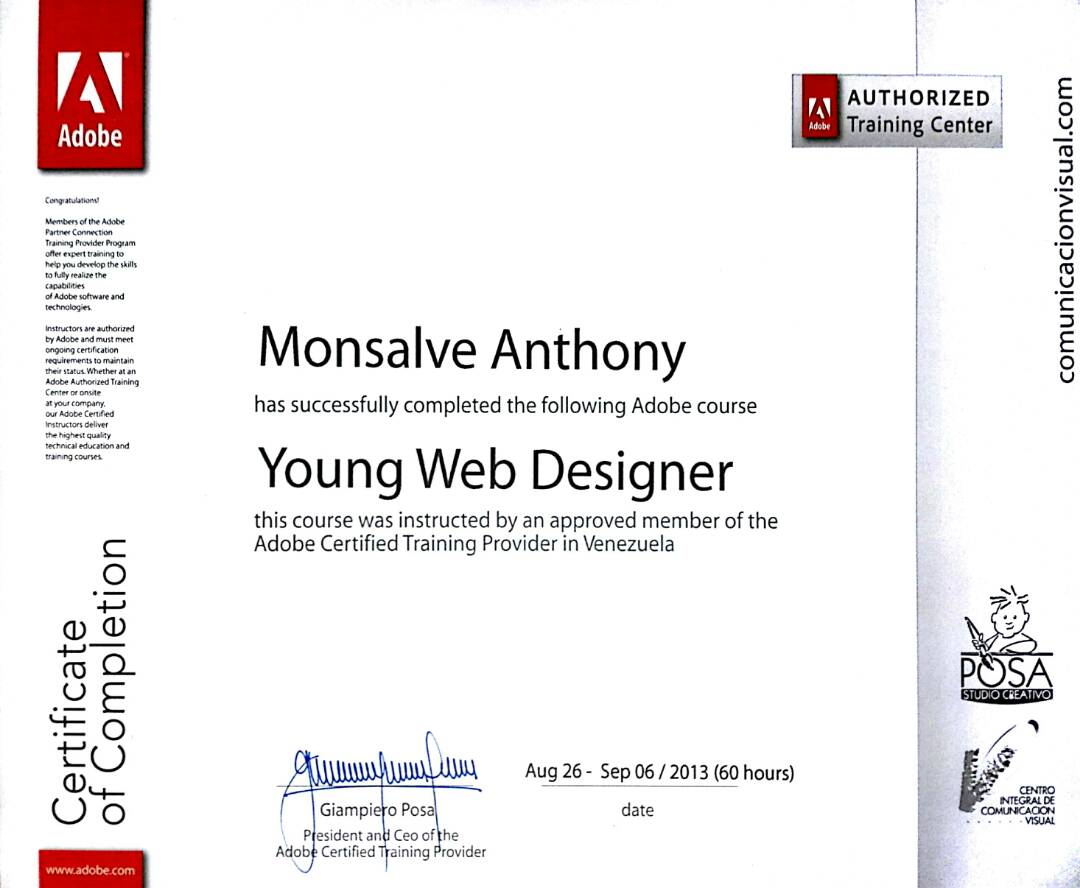 Adobe
Congratulations!
Members of the Adobe
Partner Connection
Training Provider Program
offer expert training to
help you develop the skills
to fully realize the
capabilities
of Adobe software and
technologies.
Instructors are authorized
by Adobe and must meet
ongoing certification
requirements to maintain
their status. Whether at an
Adobe Authorized Training
Center or onsite
at your company,
our Adobe Certified
Instructors deliver
the highest quality
technical education and
training courses.
Certificate
of Completion
www.adobe.com
Adobe
AUTHORIZED
Training Center
Monsalve Anthony
has successfully completed the following Adobe course
Young Web Designer
this course was instructed by an approved member of the
Adobe Certified Training Provider in Venezuela
Giampiero Posa
President and Ceo of the
Adobe Certified Training Provider
Aug 26 - Sep 06 / 2013 (60 hours)
date
comunicacionvisual.com
POSA
STUDIO CREATIVO
CENTRO
INTEGRAL DE
COMUNICACION
VISUAL